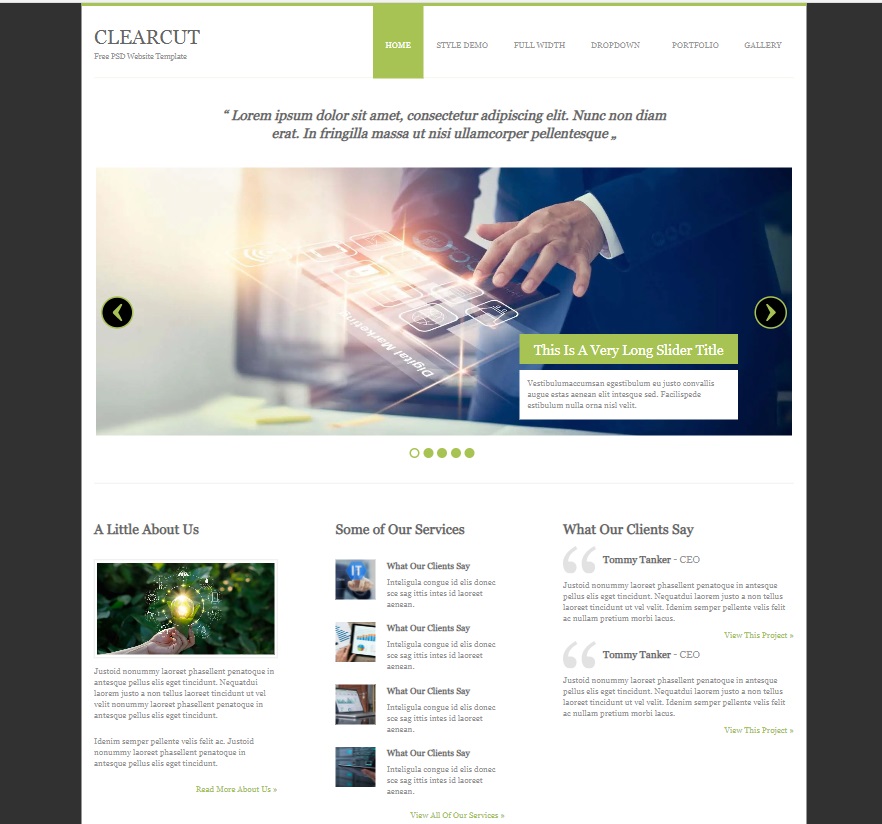 CLEARCUT
Free PSD Website Template
HOME STYLE DEMO FULL WIDTH DROPDOWN PORTFOLIO GALLERY
“ Lorem ipsum dolor sit amet, consectetur adipiscing elit. Nunc non diam
erat. In fringilla massa ut nisi ullamcorper pellentesque „
Digital Marketing
This Is A Very Long Slider Title
Vestibulumaccumsan egestibulum eu justo convallis
augue estas aenean elit intesque sed. Facilispede
estibulum nulla orna nisl velit.
A Little About Us
Justoid nonummy laoreet phasellent penatoque in
antesque pellus elis eget tincidunt. Nequatdui
laorem justo a non tellus laoreet tincidunt ut vel
velit nonummy laoreet phasellent penatoque in
antesque pellus elis eget tincidunt.
Idenim semper pellente velis felit ac. Justoid
nonummy laoreet phasellent penatoque in
antesque pellus elis eget tincidunt.
Read More About Us »
Some of Our Services
IT
What Our Clients Say
Inteligula congue id elis donec
sce sag ittis intes id laoreet
aenean.
What Our Clients Say
Inteligula congue id elis donec
sce sag ittis intes id laoreet
aenean.
What Our Clients Say
Inteligula congue id elis donec
sce sag ittis intes id laoreet
aenean.
What Our Clients Say
Inteligula congue id elis donec
sce sag ittis intes id laoreet
aenean.
View All Of Our Services »
What Our Clients Say
Tommy Tanker - CEO
Justoid nonummy laoreet phasellent penatoque in antesque
pellus elis eget tincidunt. Nequatdui laorem justo a non tellus
laoreet tincidunt ut vel velit. Idenim semper pellente velis felit
ac nullam pretium morbi lacus.
View This Project »
Tommy Tanker - CEO
Justoid nonummy laoreet phasellent penatoque in antesque
pellus elis eget tincidunt. Nequatdui laorem justo a non tellus
laoreet tincidunt ut vel velit. Idenim semper pellente velis felit
ac nullam pretium morbi lacus.
View This Project »